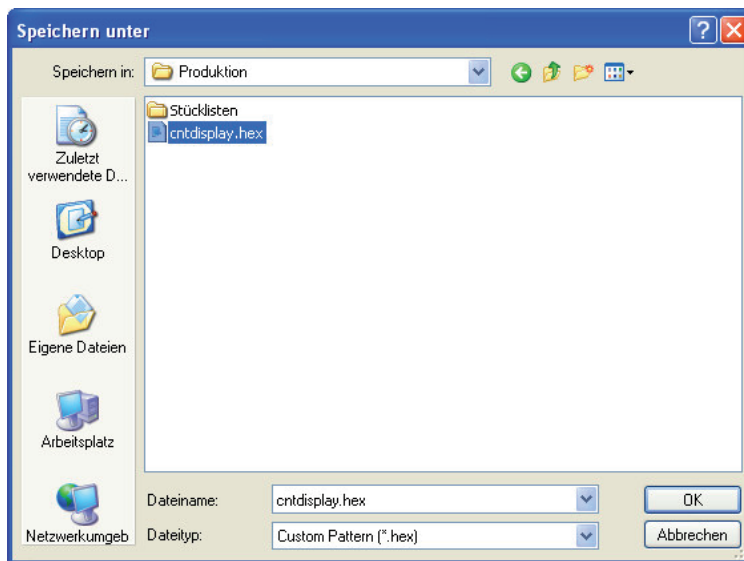 Speichern unter
Speichern in: Produktion
Stücklisten
cntdisplay.hex
Zuletzt
verwendete D...
Desktop
Eigene Dateien
Arbeitsplatz
Netzwerkumgeb
Dateiname: cntdisplay.hex OK
Dateityp: Custom Pattern (*.hex) Abbrechen